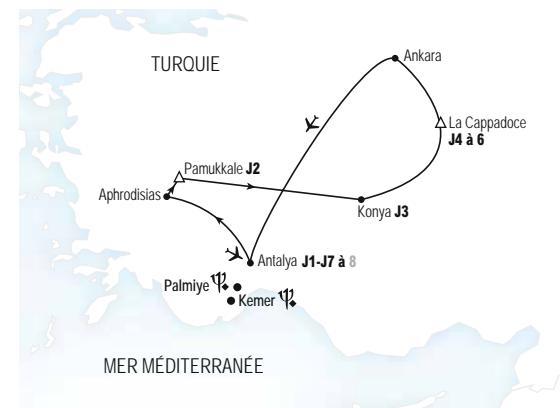 Ankara
TURQUIE
La Cappadoce
J4 à 6
Pamukkale J2
Aphrodisias
Konya J3
Antalya J1-J7 à 8
Palmiye
Kemer
MER MÉDITERRANÉE